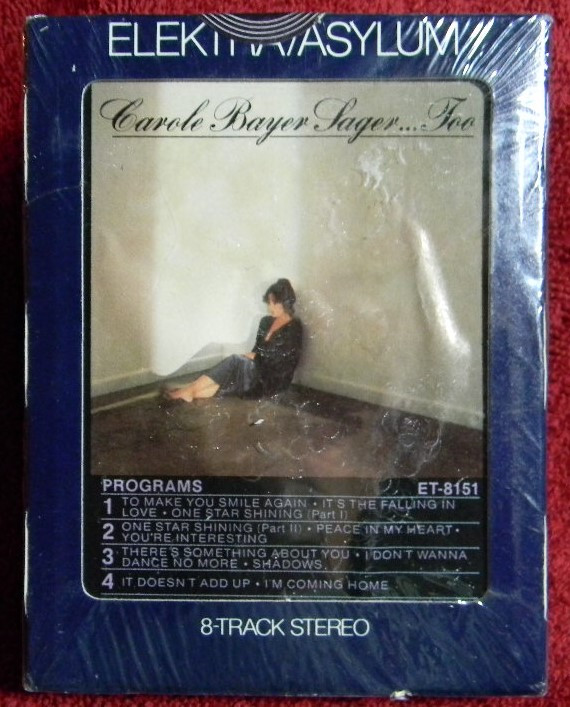 ELEKTRA/ASYLUM
Carole Bayer Sager...Too
PROGRAMS ET-8151
1 TO MAKE YOU SMILE AGAIN • IT'S THE FALLING IN
LOVE • ONE STAR SHINING (Part I)
2 ONE STAR SHINING (Part II) • PEACE IN MY HEART •
YOU'RE INTERESTING
3 THERE'S SOMETHING ABOUT YOU • I DON'T WANNA
DANCE NO MORE • SHADOWS
4 IT DOESN'T ADD UP • I'M COMING HOME
8-TRACK STEREO